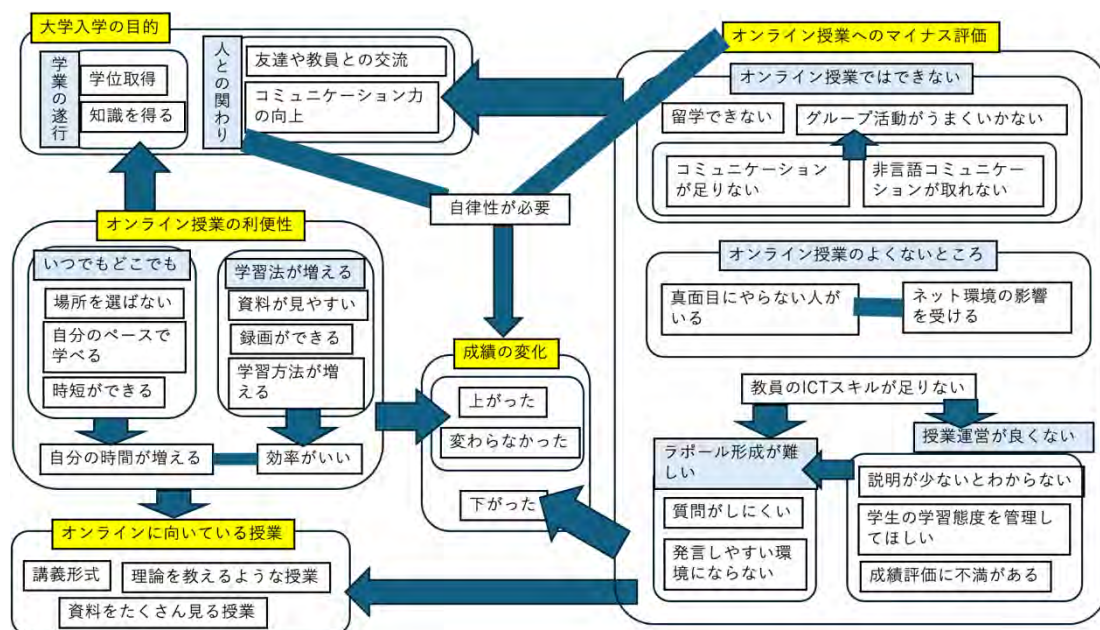 大学入学の目的
学業の遂行
学位取得
知識を得る
人との関わり
友達や教員との交流
コミュニケーション力
の向上
オンライン授業へのマイナス評価
オンライン授業ではできない
留学できない
グループ活動がうまくいかない
コミュニケーション
が足りない
非言語コミュニケ
ーションが取れない
自律性が必要
オンライン授業の利便性
いつでもどこでも
場所を選ばない
自分のペースで
学べる
時短ができる
学習法が増える
資料が見やすい
録画ができる
学習方法が増
える
自分の時間が増える
効率がいい
オンライン授業のよくないところ
真面目にやらない人が
いる
ネット環境の影響
を受ける
成績の変化
上がった
変わらなかった
下がった
教員のICTスキルが足りない
ラポール形成が難
しい
質問がしにくい
発言しやすい環
境にならない
授業運営が良くない
説明が少ないとわからない
学生の学習態度を管理し
てほしい
成績評価に不満がある
オンラインに向いている授業
講義形式
理論を教えるような授業
資料をたくさん見る授業